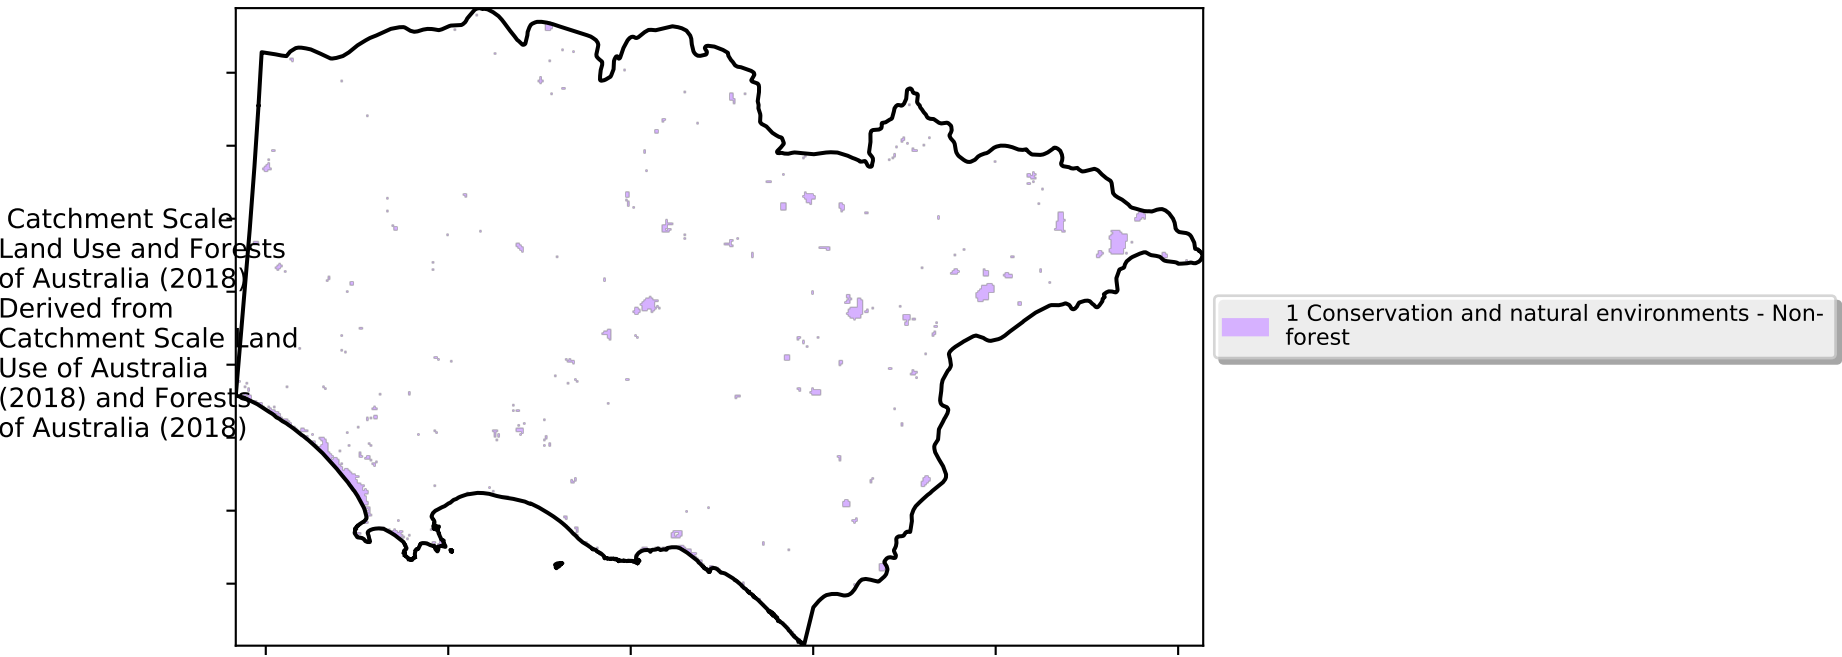 Catchment Scale
Land Use and Forests
of Australia (2018)
Derived from
Catchment Scale Land
Use of Australia
(2018) and Forests
of Australia (2018)
1 Conservation and natural environments - Non-
forest